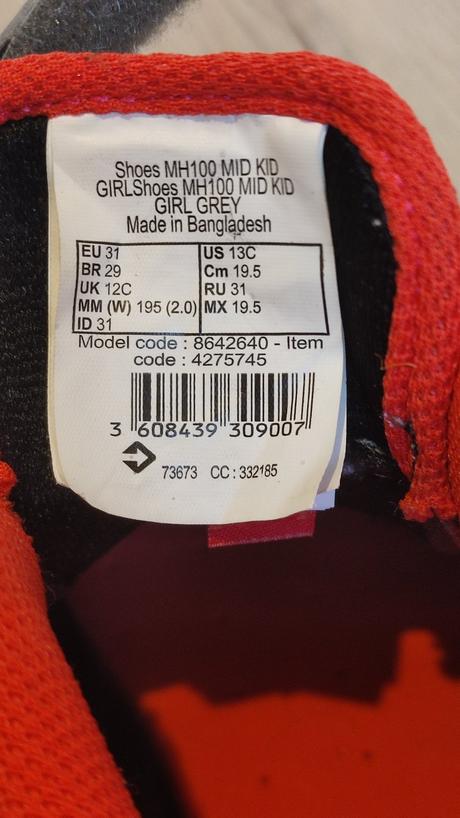 Shoes MH100 MID KID
GIRLShoes MH100 MID KID
GIRL GREY
Made in Bangladesh
EU 31 US 13C
BR 29 Cm 19.5
UK 12C RU 31
MM (W) 195 (2.0) MX 19.5
ID 31
Model code : 8642640 - Item
code : 4275745
3 608439 309007
73673 CC : 332185